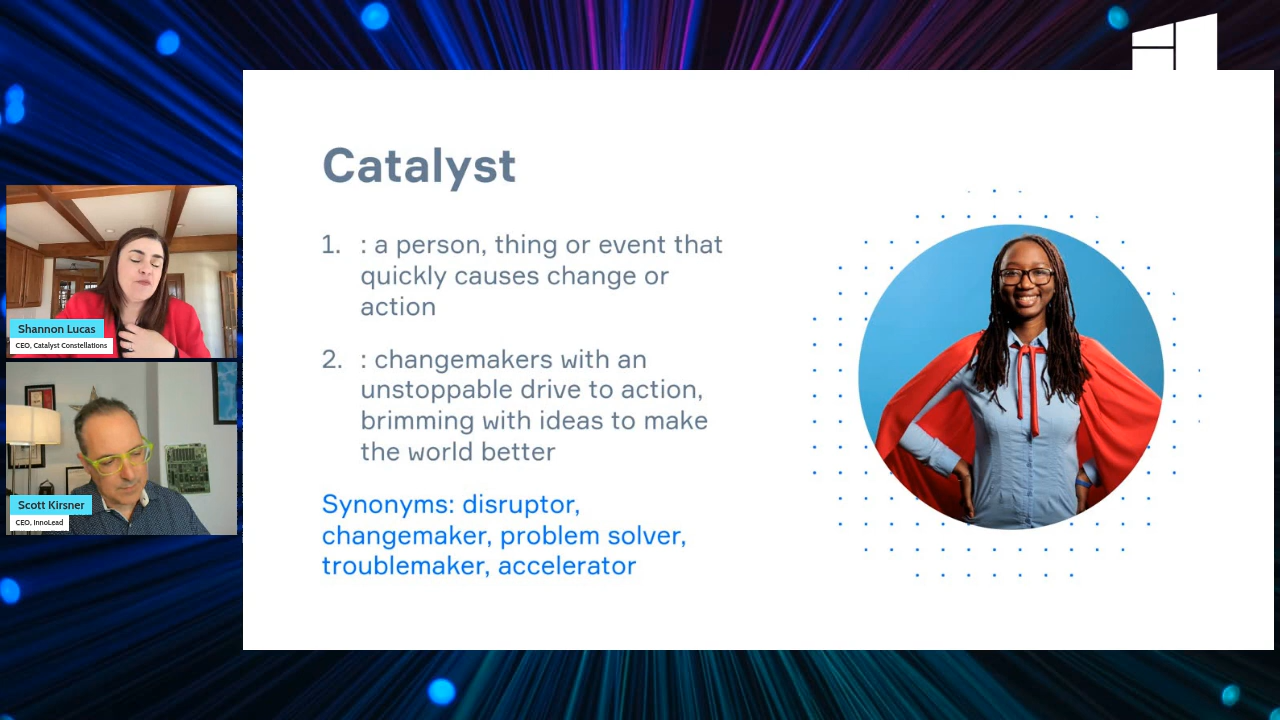 Catalyst
1. : a person, thing or event that
quickly causes change or
action
2. : changemakers with an
unstoppable drive to action,
brimming with ideas to make
the world better
Synonyms: disruptor,
changemaker, problem solver,
troublemaker, accelerator
Shannon Lucas
CEO, Catalyst Constellations
Scott Kirsner
CEO, InnoLead